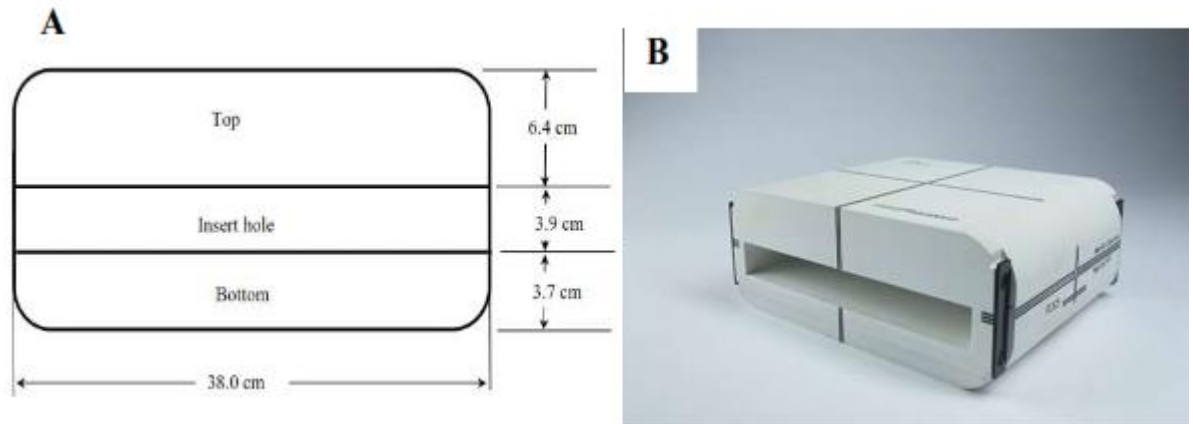 A
Top
6.4 cm
Insert hole
3.9 cm
Bottom
3.7 cm
38.0 cm
B